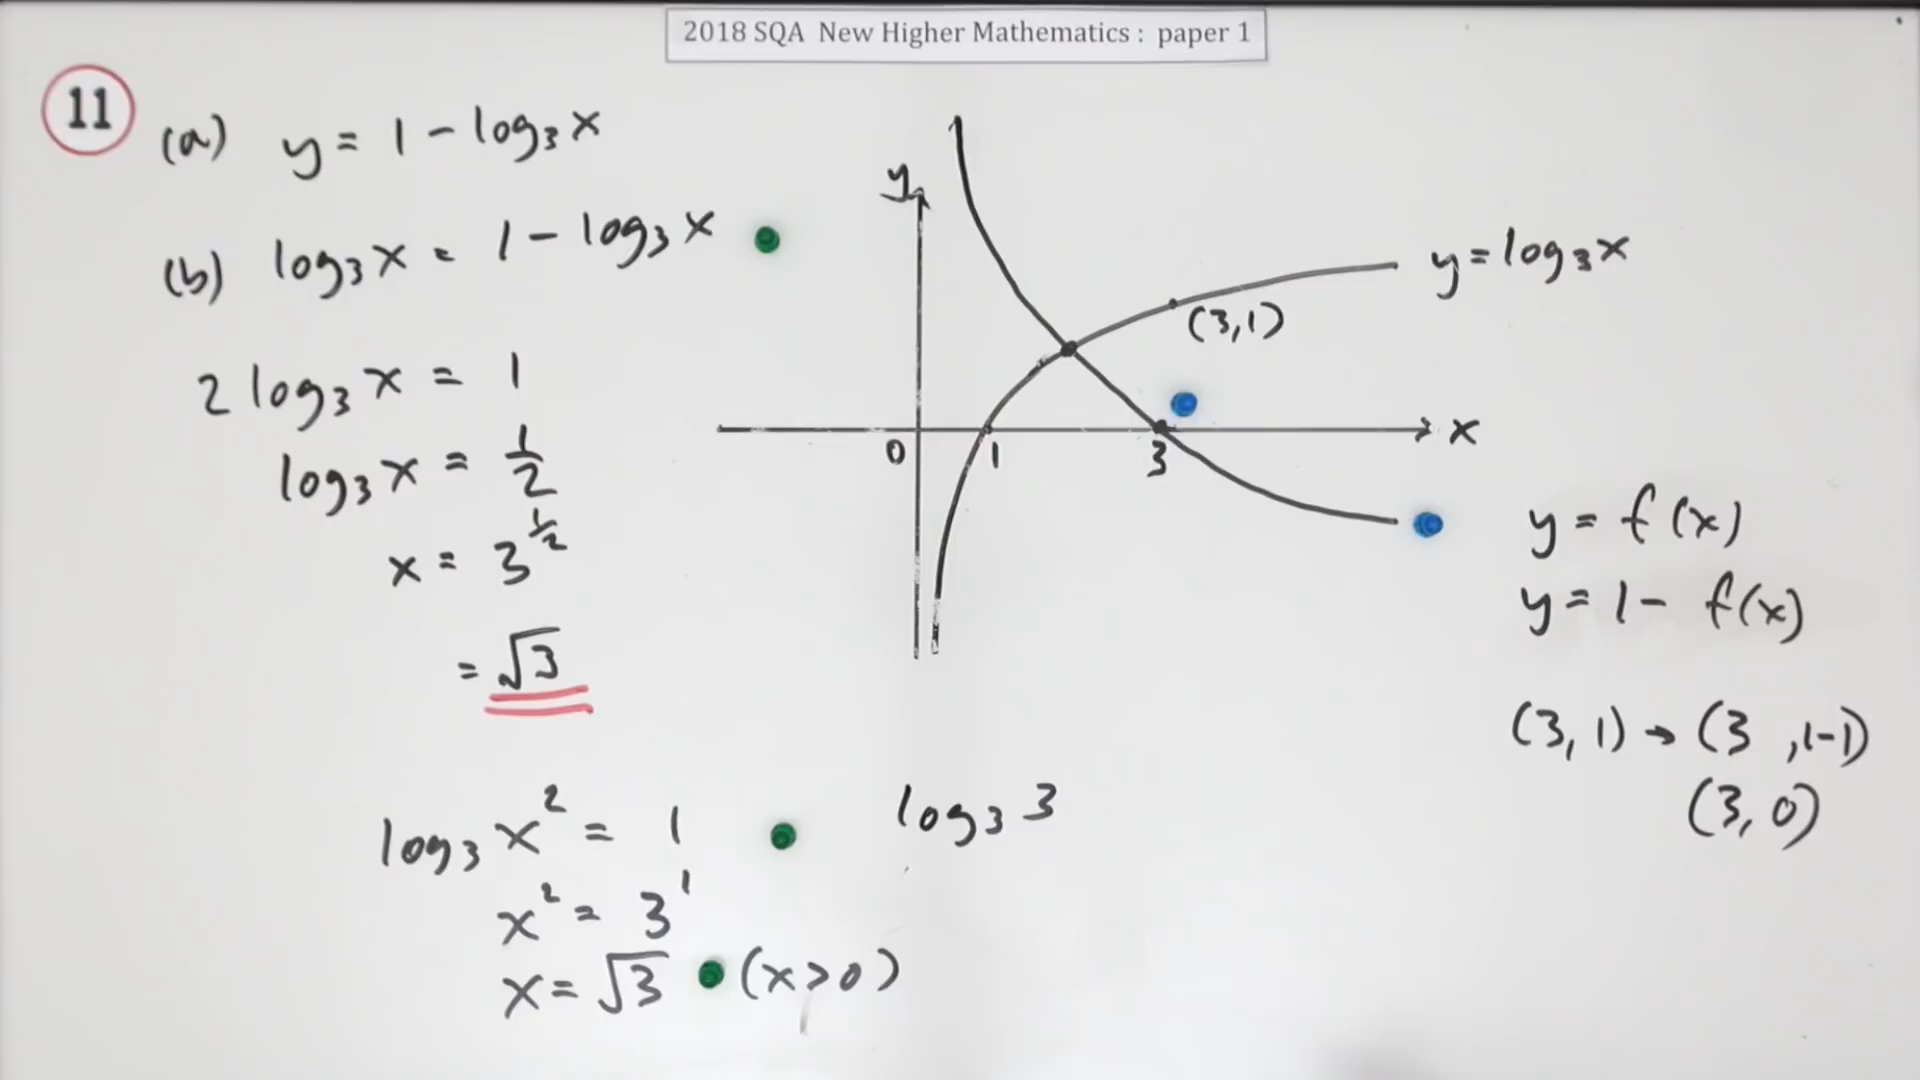 2018 SQA New Higher Mathematics : paper 1
11
(a) y = 1 - log₃x
(b) log₃x = 1 - log₃x
2 log₃x = 1
log₃x = 1/2
x = 3^½
= √3
log₃x² = 1
x² = 3¹
x = √3 (x > 0)
log₃3
y
y = log₃x
(3,1)
0
1
3
x
y = f(x)
y = 1 - f(x)
(3, 1) → (3 , 1-1)
(3, 0)